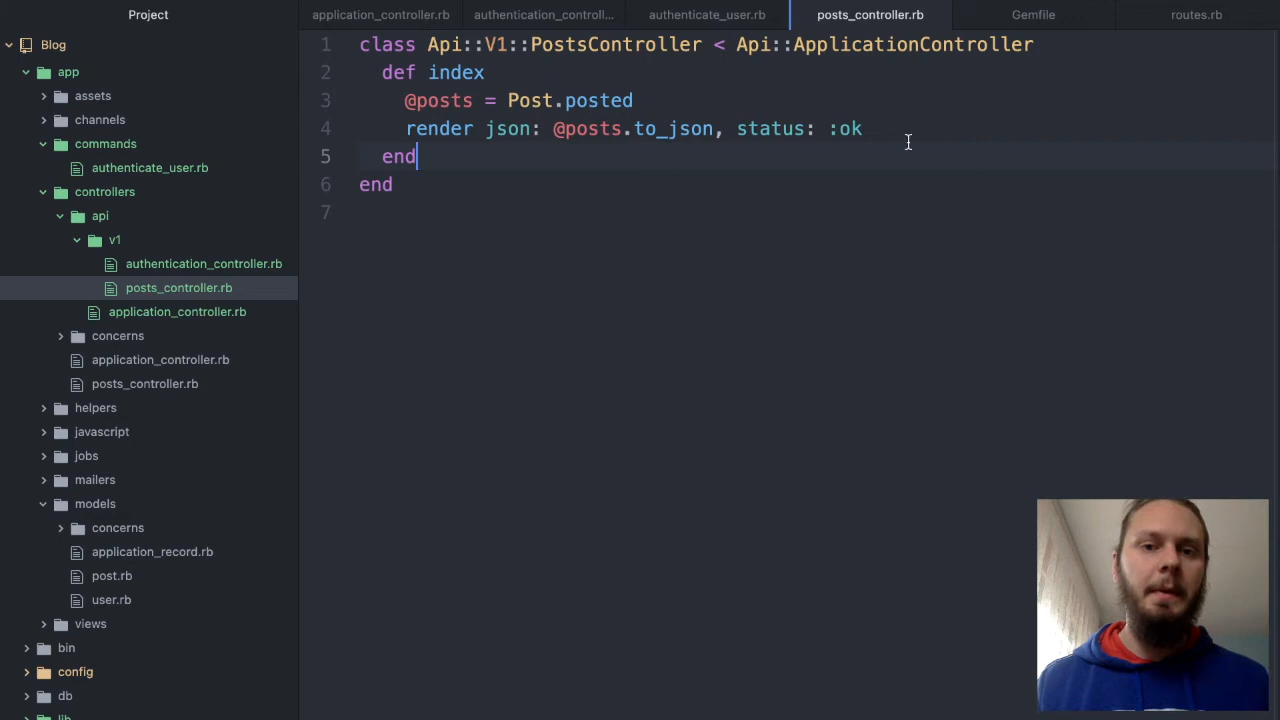 Project
application_controller.rb
authentication_controll...
authenticate_user.rb
posts_controller.rb
Gemfile
routes.rb
Blog
app
assets
channels
commands
authenticate_user.rb
controllers
api
v1
authentication_controller.rb
posts_controller.rb
application_controller.rb
concerns
application_controller.rb
posts_controller.rb
helpers
javascript
jobs
mailers
models
concerns
application_record.rb
post.rb
user.rb
views
bin
config
db
lib
1 class Api::V1::PostsController < Api::ApplicationController
2 def index
3 @posts = Post.posted
4 render json: @posts.to_json, status: :ok
5 end
6 end
7